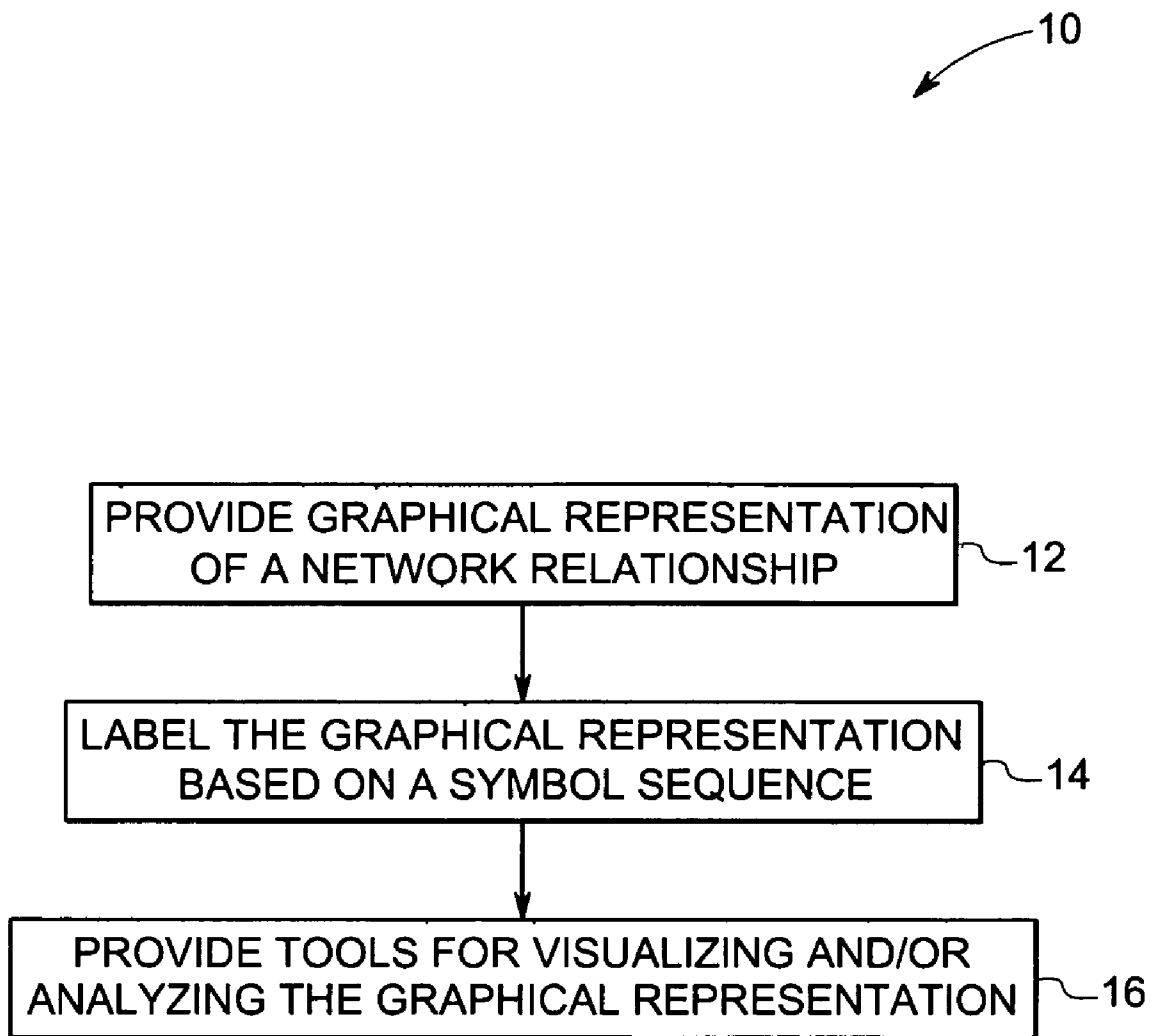 10
PROVIDE GRAPHICAL REPRESENTATION
OF A NETWORK RELATIONSHIP
12
LABEL THE GRAPHICAL REPRESENTATION
BASED ON A SYMBOL SEQUENCE
14
PROVIDE TOOLS FOR VISUALIZING AND/OR
ANALYZING THE GRAPHICAL REPRESENTATION
16